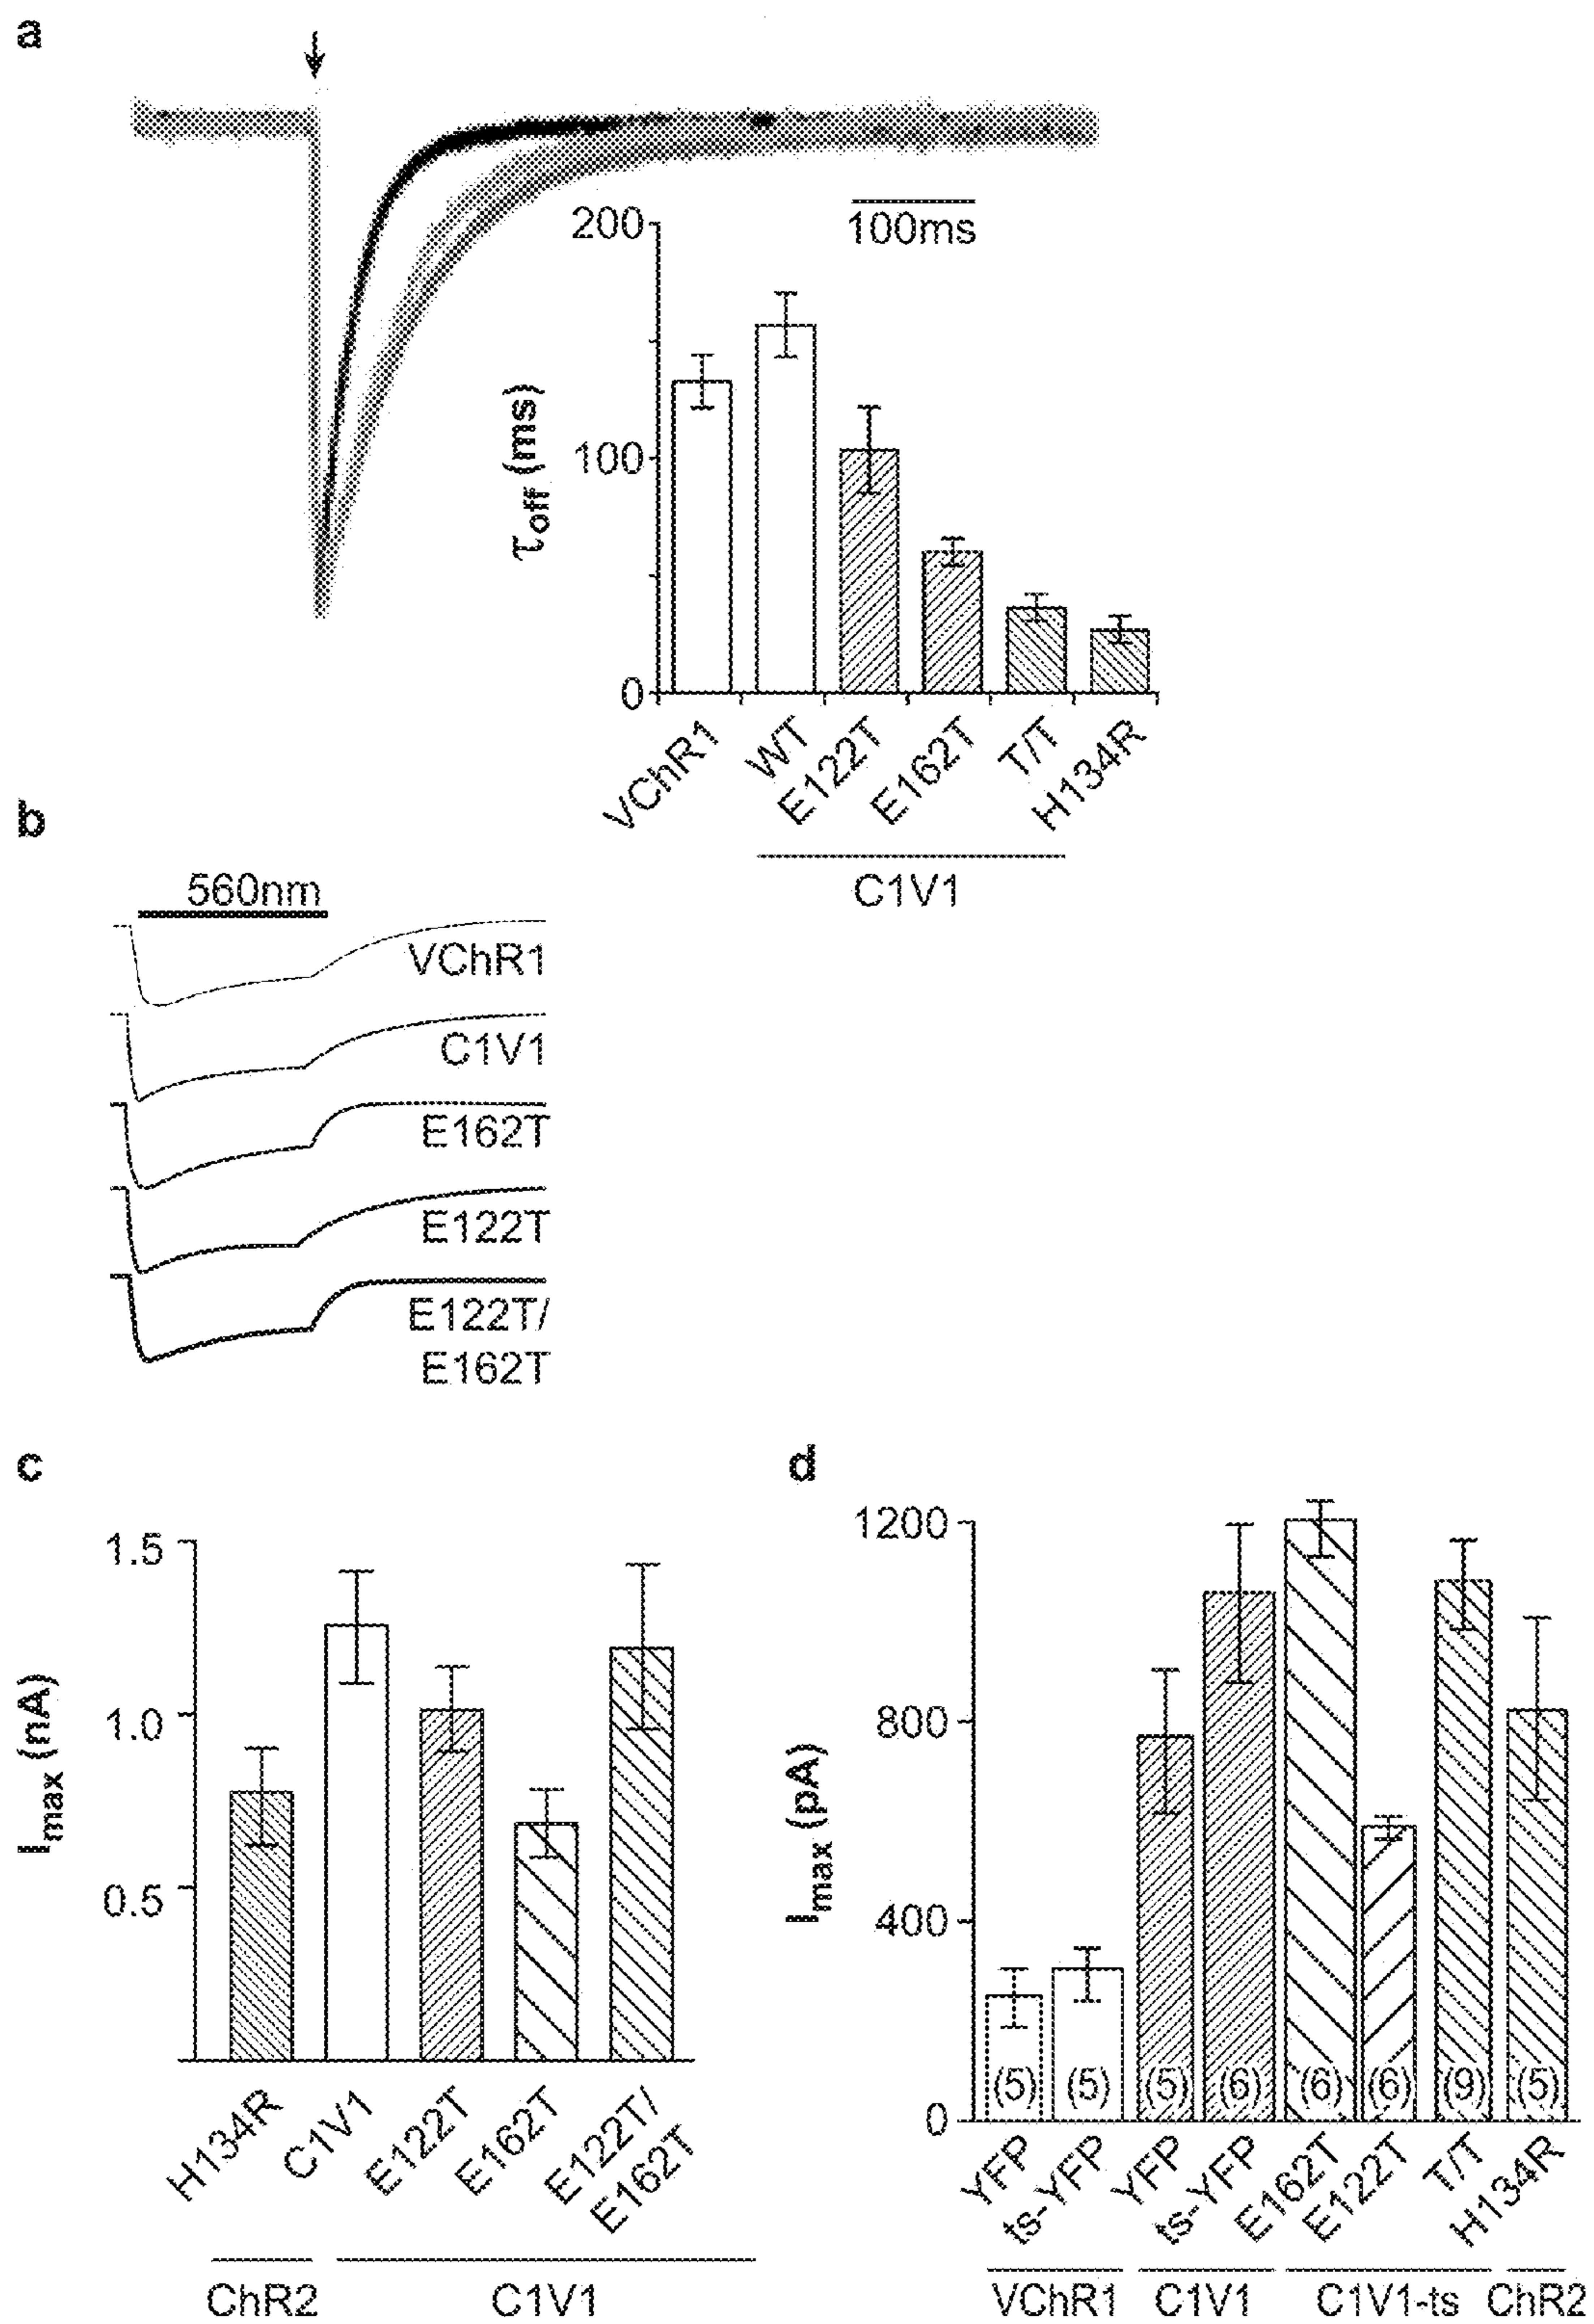 a
100ms
200
100
0
τoff (ms)
VChR1
WT
E122T
E162T
T/T
H134R
C1V1
b
560nm
VChR1
C1V1
E162T
E122T
E122T/
E162T
c
1.5
1.0
0.5
Imax (nA)
H134R
C1V1
E122T
E162T
E122T/
E162T
ChR2
C1V1
d
1200
800
400
0
Imax (pA)
(5)
(5)
(5)
(6)
(6)
(6)
(9)
(5)
YFP
ts-YFP
YFP
ts-YFP
E162T
E122T
T/T
H134R
VChR1
C1V1
C1V1-ts
ChR2